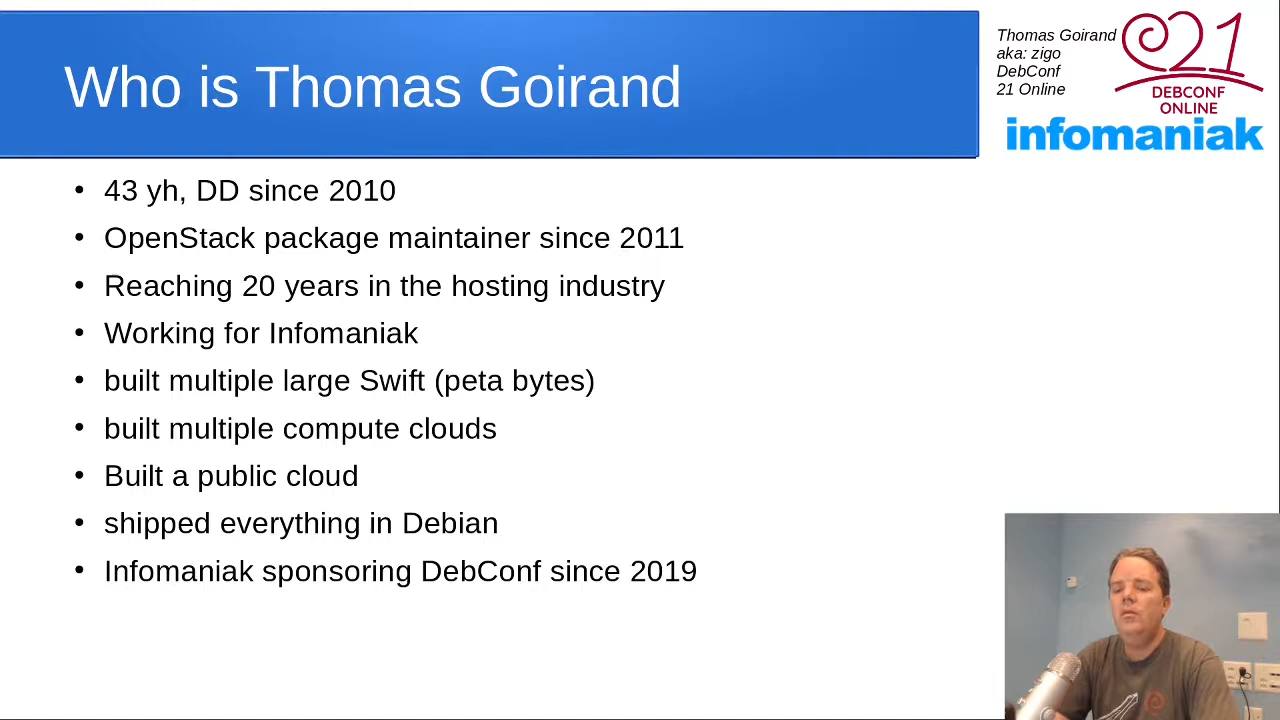 Who is Thomas Goirand
Thomas Goirand
aka: zigo
DebConf
21 Online
21
DEBCONF
ONLINE
infomaniak
• 43 yh, DD since 2010
• OpenStack package maintainer since 2011
• Reaching 20 years in the hosting industry
• Working for Infomaniak
• built multiple large Swift (peta bytes)
• built multiple compute clouds
• Built a public cloud
• shipped everything in Debian
• Infomaniak sponsoring DebConf since 2019